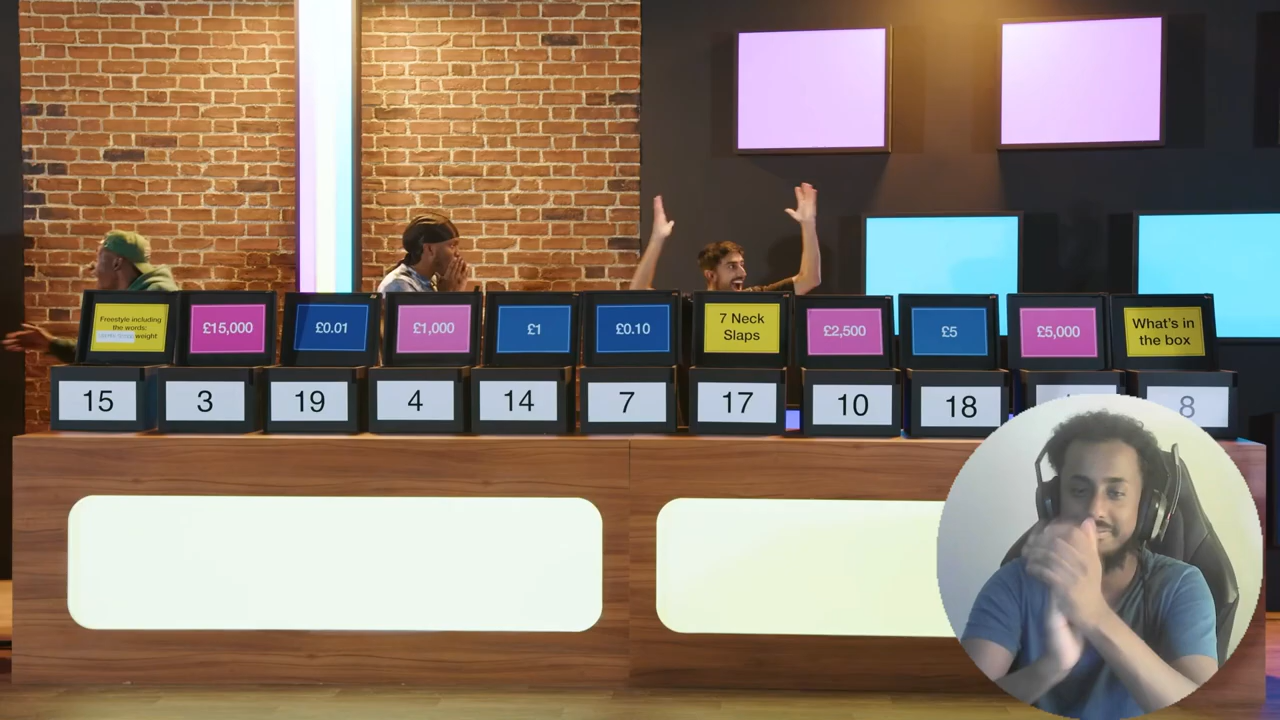 Freestyle including
the words:
weight
£15,000
£0.01
£1,000
£1
£0.10
7 Neck
Slaps
£2,500
£5
£5,000
What's in
the box
15
3
19
4
14
7
17
10
18
8